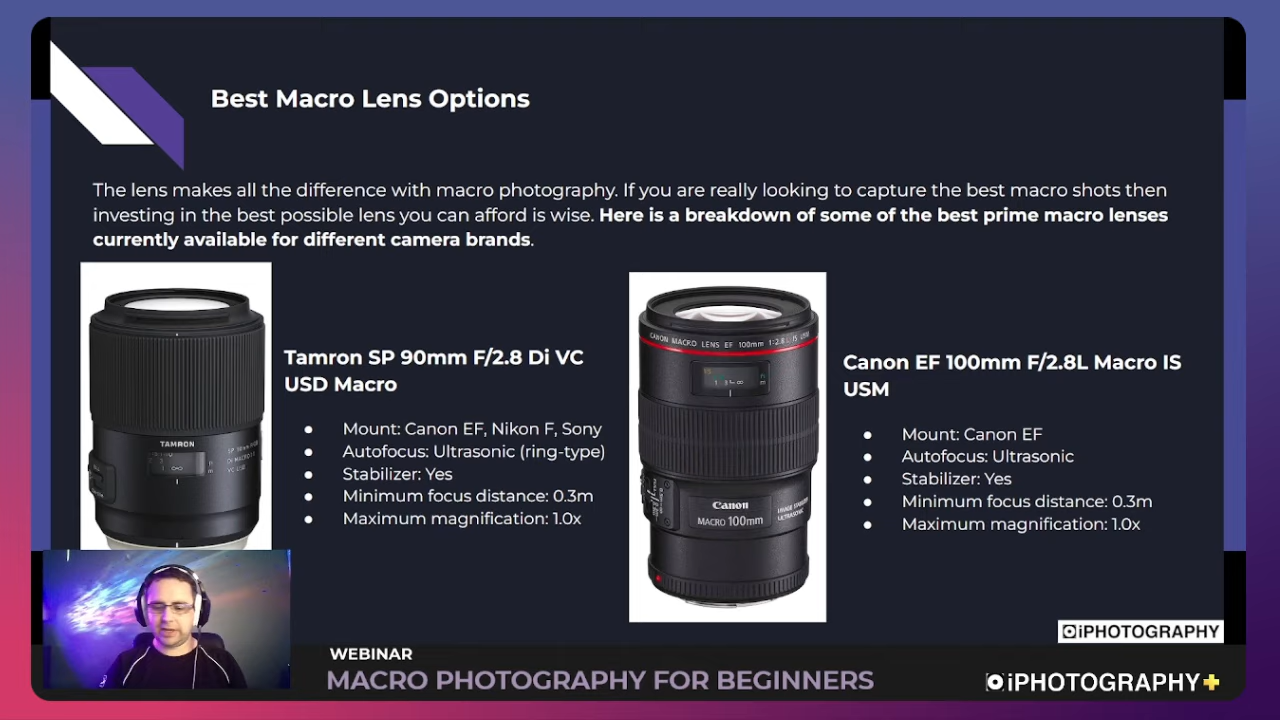 Best Macro Lens Options
The lens makes all the difference with macro photography. If you are really looking to capture the best macro shots then
investing in the best possible lens you can afford is wise. Here is a breakdown of some of the best prime macro lenses
currently available for different camera brands.
Tamron SP 90mm F/2.8 Di VC
USD Macro
● Mount: Canon EF, Nikon F, Sony
● Autofocus: Ultrasonic (ring-type)
● Stabilizer: Yes
● Minimum focus distance: 0.3m
● Maximum magnification: 1.0x
TAMRON
CANON MACRO LENS EF 100mm 1:2.8 L IS USM
Canon
MACRO 100mm
Canon EF 100mm F/2.8L Macro IS
USM
● Mount: Canon EF
● Autofocus: Ultrasonic
● Stabilizer: Yes
● Minimum focus distance: 0.3m
● Maximum magnification: 1.0x
iPHOTOGRAPHY
WEBINAR
MACRO PHOTOGRAPHY FOR BEGINNERS
iPHOTOGRAPHY+